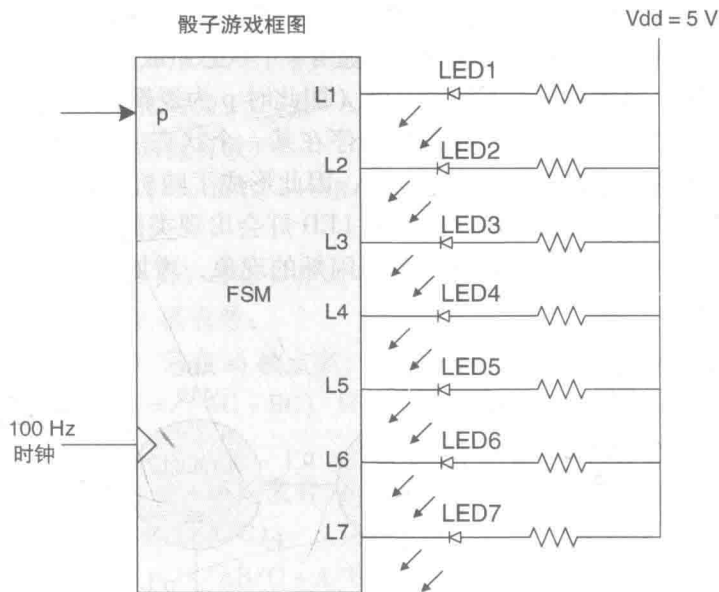 骰子游戏框图
Vdd = 5 V
p
FSM
100 Hz
时钟
L1
LED1
L2
LED2
L3
LED3
L4
LED4
L5
LED5
L6
LED6
L7
LED7